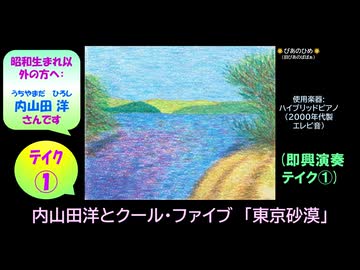 昭和生まれ以
外の方へ:
うちやまだ ひろし
内山田 洋
さんです
テイク
①
☀ぴあのひめ☀
(旧ぴあのばばぁ)
使用楽器:
ハイブリッドピアノ
(2000年代製
エレピ音)
(即興演奏
テイク①)
内山田洋とクール・ファイブ 「東京砂漠」